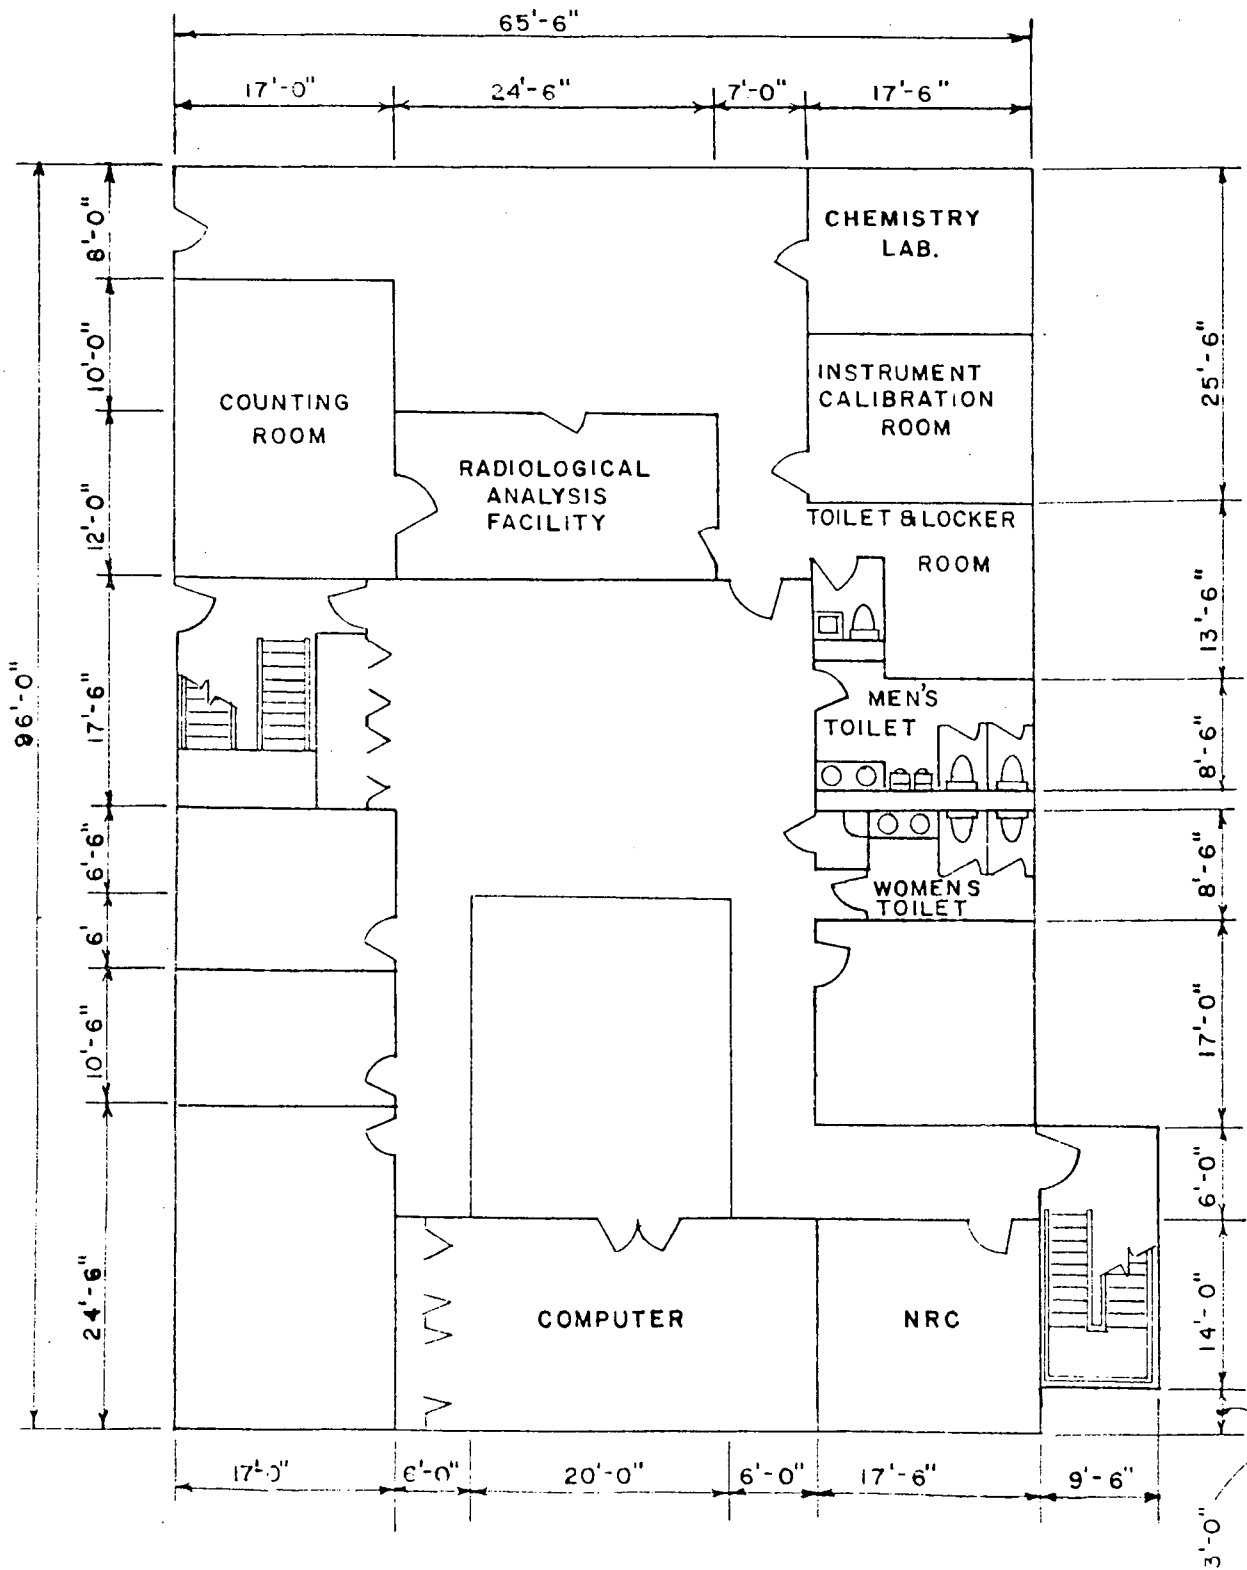 65'-6"
17'-0" 24'-6" 7'-0" 17'-6"
96'-0"
8'-0"
10'-0"
12'-0"
17'-6"
6'-6"
6'
10'-6"
24'-6"
CHEMISTRY
LAB.
INSTRUMENT
CALIBRATION
ROOM
COUNTING
ROOM
RADIOLOGICAL
ANALYSIS
FACILITY
TOILET & LOCKER
ROOM
MEN'S
TOILET
WOMENS
TOILET
COMPUTER
NRC
25'-6"
13'-6"
8'-6"
8'-6"
17'-0"
6'-0"
14'-0"
3'-0"
17'-0" 6'-0" 20'-0" 6'-0" 17'-6" 9'-6"